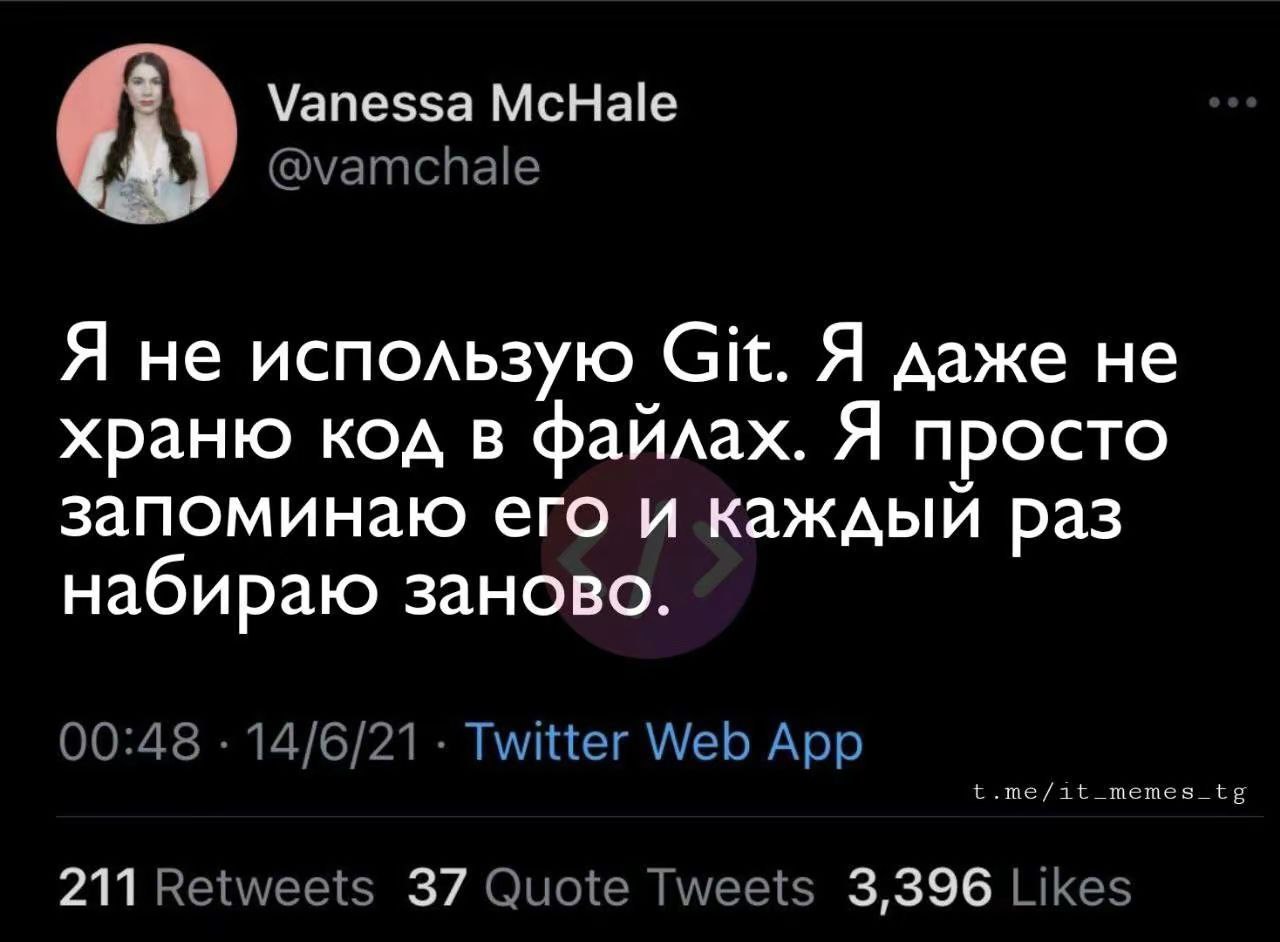 Vanessa McHale
@vamchale
Я не использую Git. Я даже не
храню код в файлах. Я просто
запоминаю его и каждый раз
набираю заново.
00:48 · 14/6/21 · Twitter Web App
t.me/it_memes_tg
211 Retweets 37 Quote Tweets 3,396 Likes